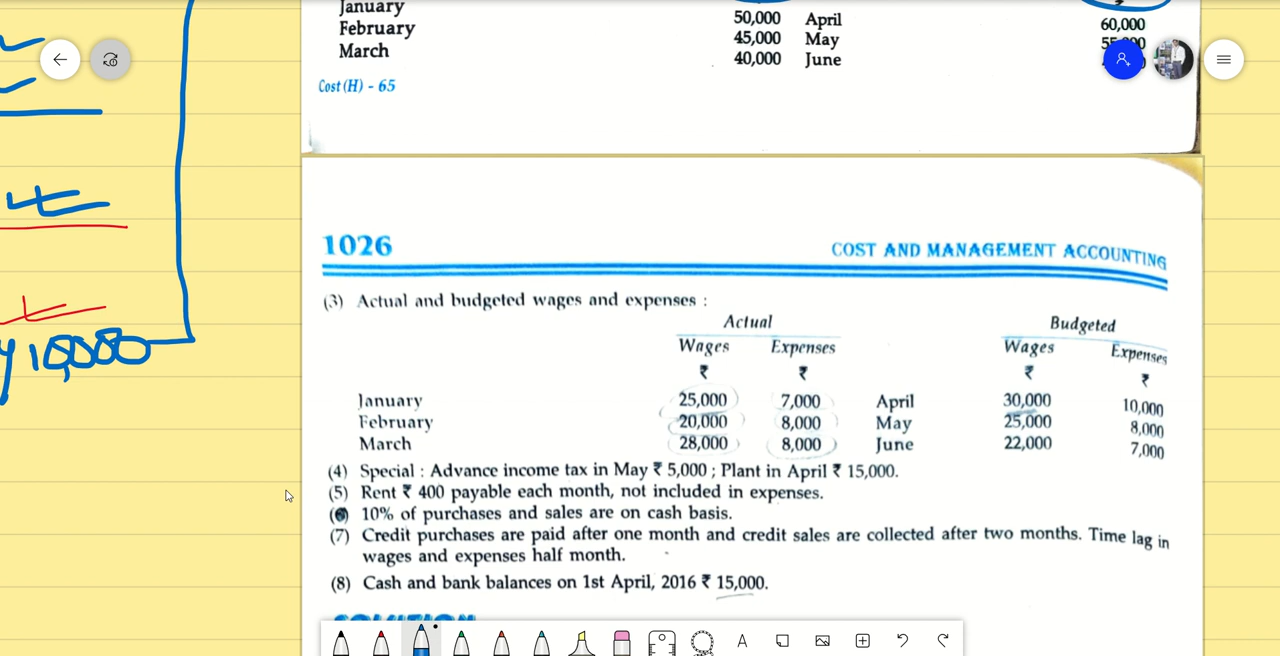 January
February 50,000 April 60,000
March 45,000 May
40,000 June
Cost (H) - 65
1026 COST AND MANAGEMENT ACCOUNTING
(3) Actual and budgeted wages and expenses :
Actual Budgeted
Wages Expenses Wages Expenses
₹ ₹ ₹ ₹
January 25,000 7,000 April 30,000 10,000
February 20,000 8,000 May 25,000 8,000
March 28,000 8,000 June 22,000 7,000
(4) Special : Advance income tax in May ₹ 5,000 ; Plant in April ₹ 15,000.
(5) Rent ₹ 400 payable each month, not included in expenses.
10% of purchases and sales are on cash basis.
(7) Credit purchases are paid after one month and credit sales are collected after two months. Time lag in
wages and expenses half month.
(8) Cash and bank balances on 1st April, 2016 ₹ 15,000.
A